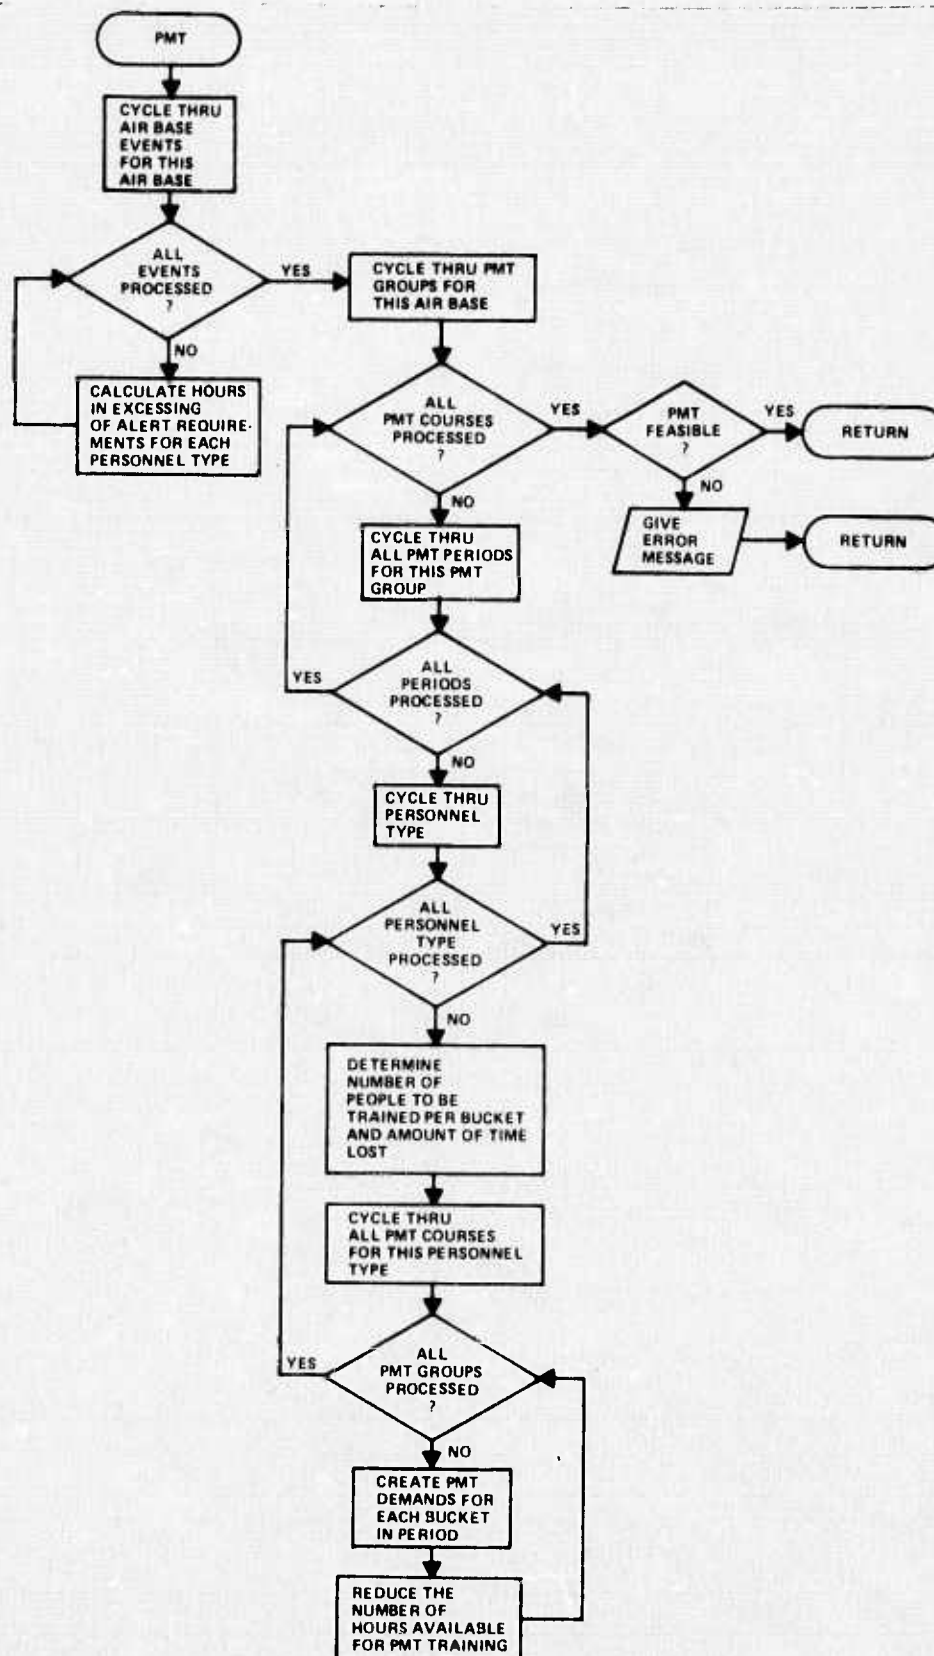 PMT
CYCLE THRU
AIR BASE
EVENTS
FOR THIS
AIR BASE
ALL
EVENTS
PROCESSED
?
YES
NO
CALCULATE HOURS
IN EXCESSING
OF ALERT REQUIRE-
MENTS FOR EACH
PERSONNEL TYPE
CYCLE THRU PMT
GROUPS FOR
THIS AIR BASE
ALL
PMT COURSES
PROCESSED
?
YES
NO
PMT
FEASIBLE
?
YES
RETURN
NO
GIVE
ERROR
MESSAGE
RETURN
CYCLE THRU
ALL PMT PERIODS
FOR THIS PMT
GROUP
ALL
PERIODS
PROCESSED
?
YES
NO
CYCLE THRU
PERSONNEL
TYPE
ALL
PERSONNEL
TYPE
PROCESSED
?
YES
NO
DETERMINE
NUMBER OF
PEOPLE TO BE
TRAINED PER BUCKET
AND AMOUNT OF TIME
LOST
CYCLE THRU
ALL PMT COURSES
FOR THIS PERSONNEL
TYPE
ALL
PMT GROUPS
PROCESSED
?
YES
NO
CREATE PMT
DEMANDS FOR
EACH BUCKET
IN PERIOD
REDUCE THE
NUMBER OF
HOURS AVAILABLE
FOR PMT TRAINING